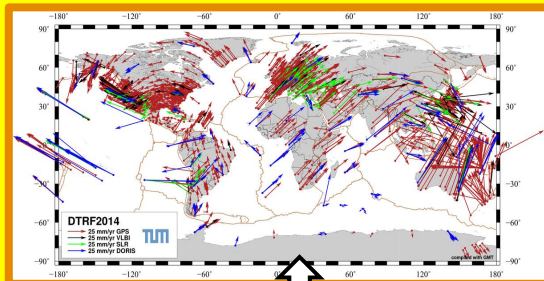 −180° −120° −60° 0° 60° 120° 180°
90° 90°
60° 60°
30° 30°
0° 0°
−30° −30°
−60° −60°
−90° −90°
−180° −120° −60° 0° 60° 120° 180°
DTRF2014
25 mm/yr GPS
25 mm/yr VLBI
25 mm/yr SLR
25 mm/yr DORIS
TUM
compiled with GMT